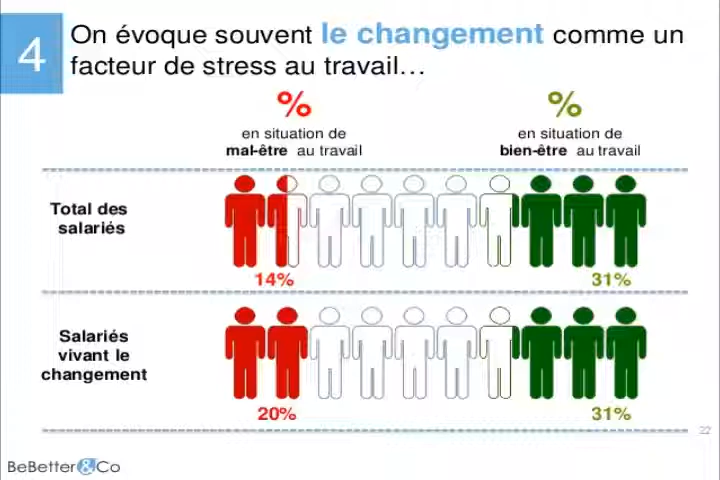 4
On évoque souvent le changement comme un
facteur de stress au travail…
%
en situation de
mal-être au travail
%
en situation de
bien-être au travail
Total des
salariés
14%
31%
Salariés
vivant le
changement
20%
31%
22
BeBetter&Co